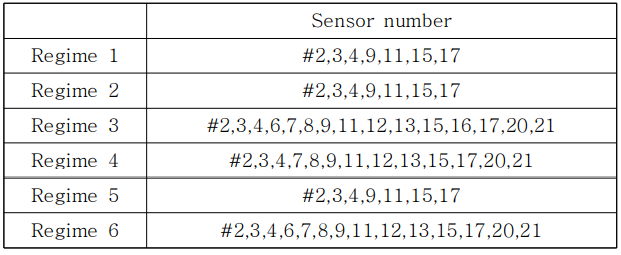 Sensor number
Regime 1 #2,3,4,9,11,15,17
Regime 2 #2,3,4,9,11,15,17
Regime 3 #2,3,4,6,7,8,9,11,12,13,15,16,17,20,21
Regime 4 #2,3,4,7,8,9,11,12,13,15,17,20,21
Regime 5 #2,3,4,9,11,15,17
Regime 6 #2,3,4,6,7,8,9,11,12,13,15,17,20,21